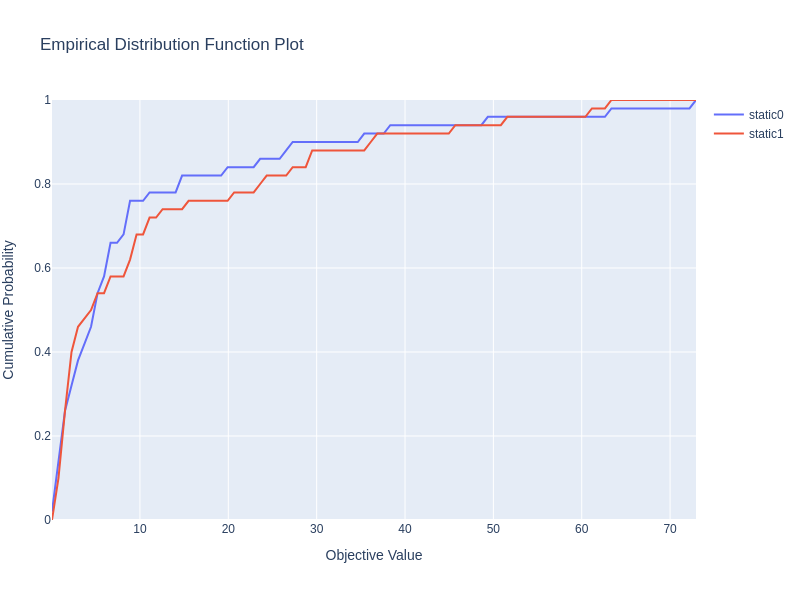 Empirical Distribution Function Plot
1
0.8
0.6
0.4
0.2
0
Cumulative Probability
10 20 30 40 50 60 70
Objective Value
static0
static1